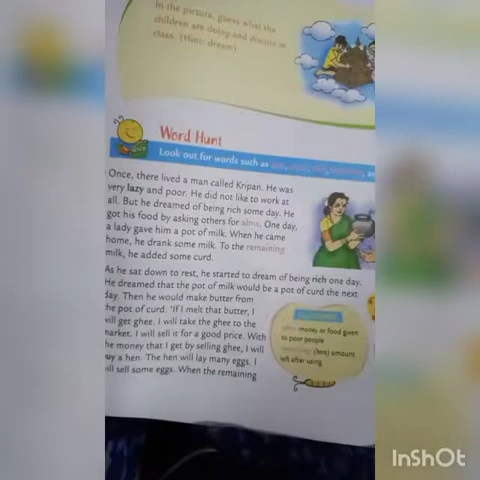 In the picture, guess what the
children are doing and discuss in
class. (Hint: dream)
Word Hunt
Look out for words such as
Once, there lived a man called Kripan. He was
very lazy and poor. He did not like to work at
all. But he dreamed of being rich some day. He
got his food by asking others for alms. One day,
a lady gave him a pot of milk. When he came
home, he drank some milk. To the remaining
milk, he added some curd.
As he sat down to rest, he started to dream of being rich one day.
He dreamed that the pot of milk would be a pot of curd the next
day. Then he would make butter from
the pot of curd. 'If I melt that butter, I
will get ghee. I will take the ghee to the
market. I will sell it for a good price. With
the money that I get by selling ghee, I will
buy a hen. The hen will lay many eggs. I
will sell some eggs. When the remaining
money or food given
to poor people
(here) amount
left after using
InShOt